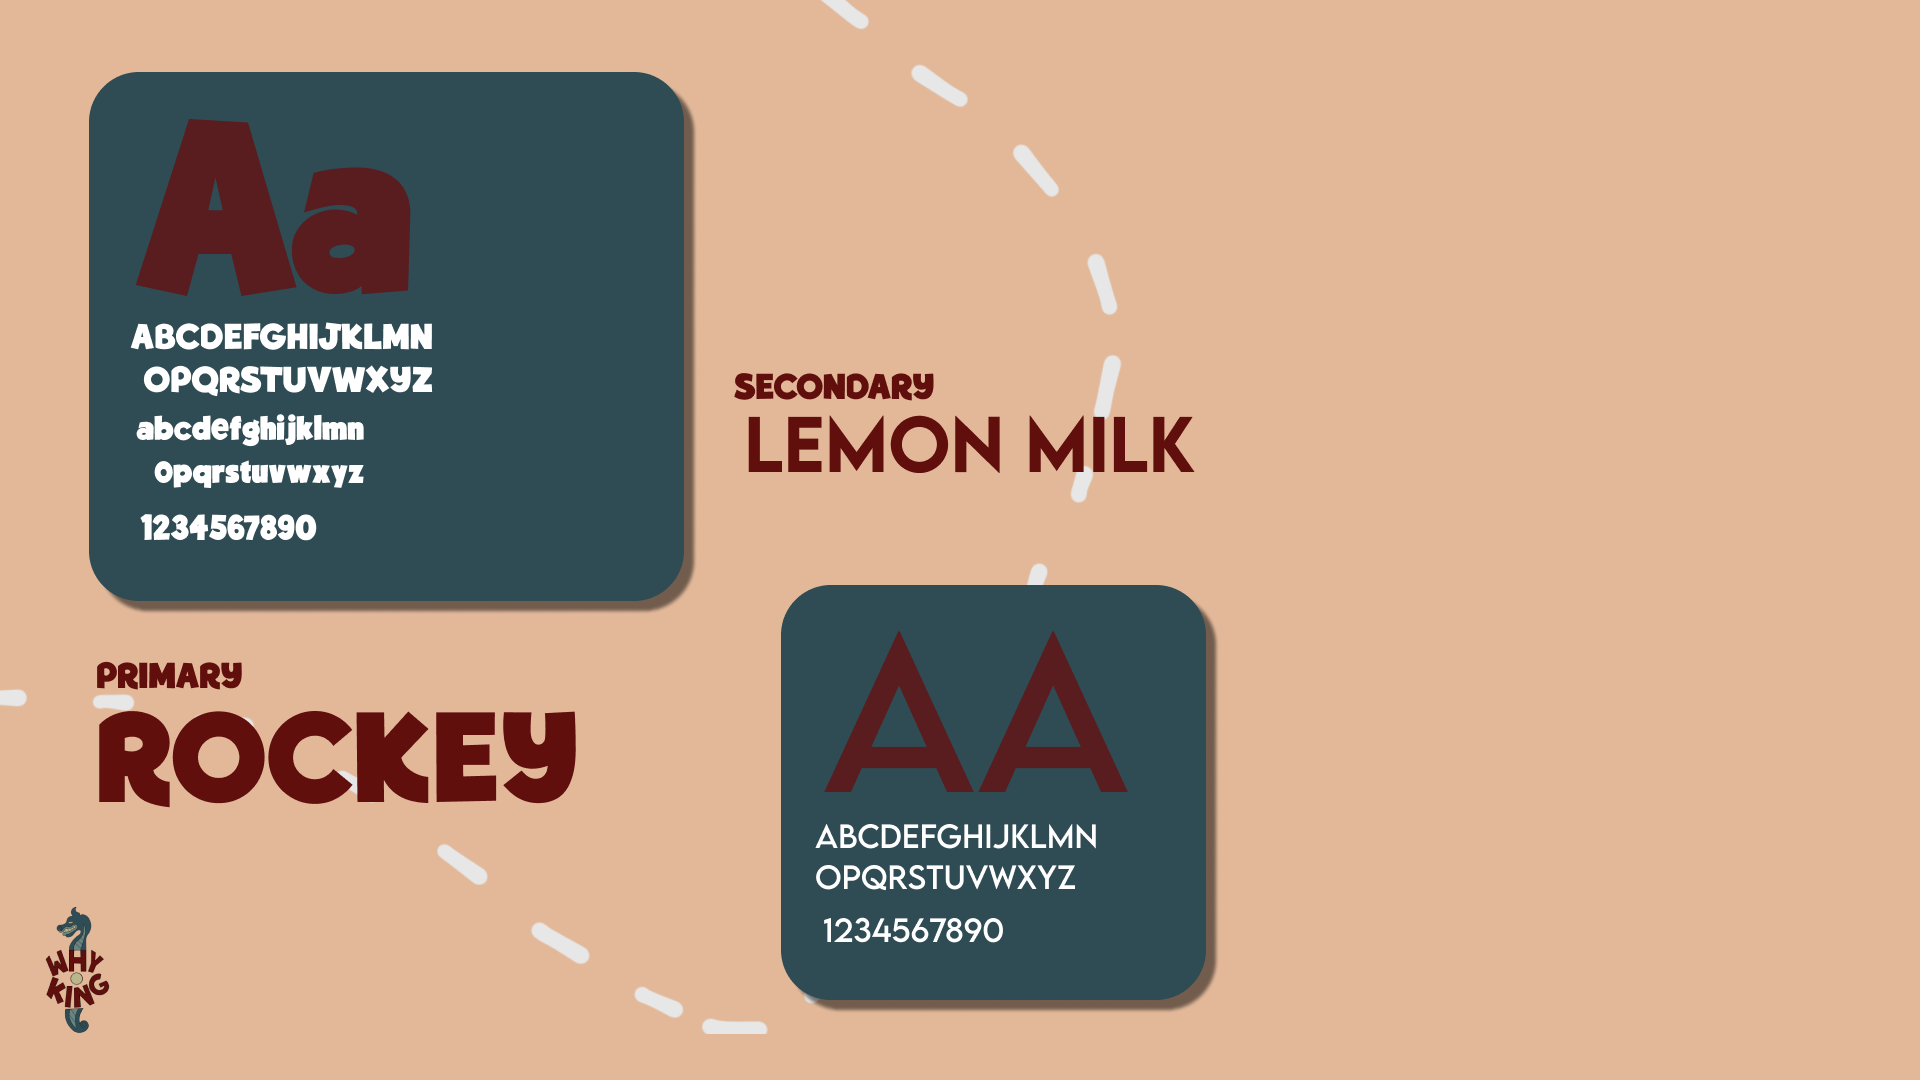 Aa
ABCDEFGHIJKLMN
OPQRSTUVWXYZ
abcdefghijklmn
Opqrstuvwxyz
1234567890
PRIMARY
ROCKEY
SECONDARY
LEMON MILK
AA
ABCDEFGHIJKLMN
OPQRSTUVWXYZ
1234567890
WHY
KING